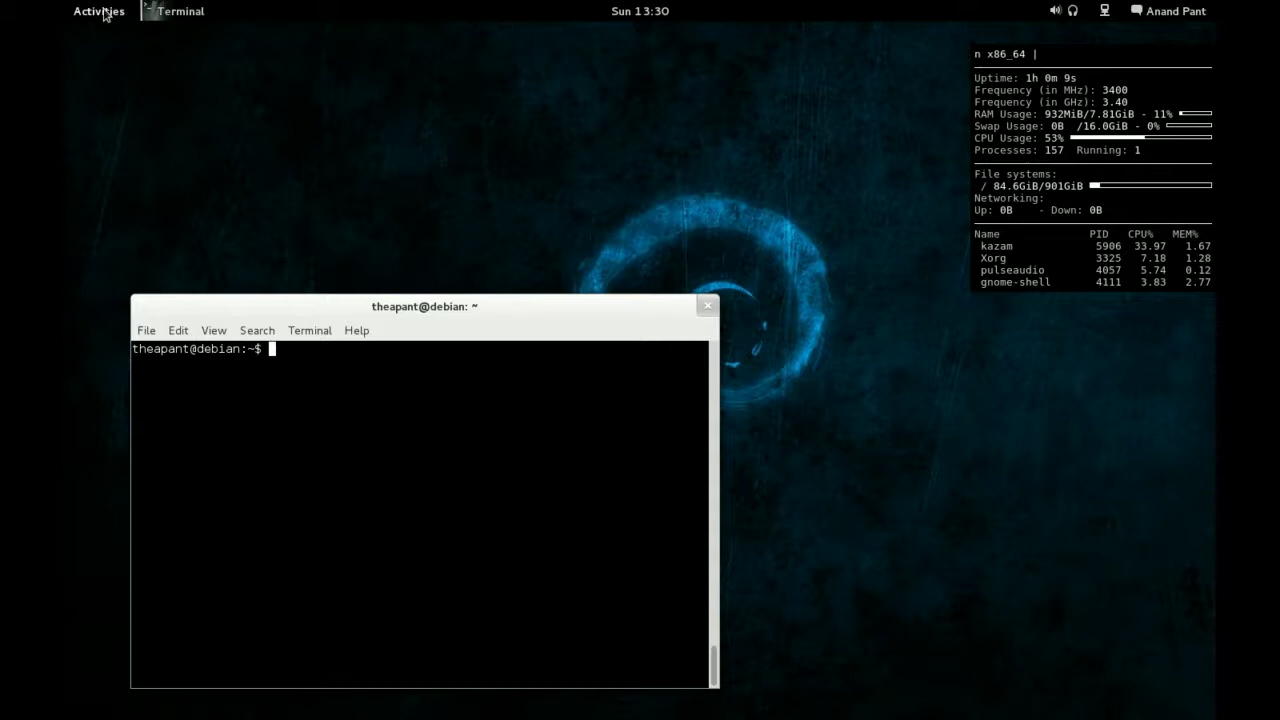 Activities Terminal Sun 13:30 Anand Pant
n x86_64 |
Uptime: 1h 0m 9s
Frequency (in MHz): 3400
Frequency (in GHz): 3.40
RAM Usage: 932MiB/7.81GiB - 11%
Swap Usage: 0B /16.0GiB - 0%
CPU Usage: 53%
Processes: 157 Running: 1
File systems:
/ 84.6GiB/901GiB
Networking:
Up: 0B - Down: 0B
Name PID CPU% MEM%
kazam 5906 33.97 1.67
Xorg 3325 7.18 1.28
pulseaudio 4057 5.74 0.12
gnome-shell 4111 3.83 2.77
theapant@debian: ~
File Edit View Search Terminal Help
theapant@debian:~$